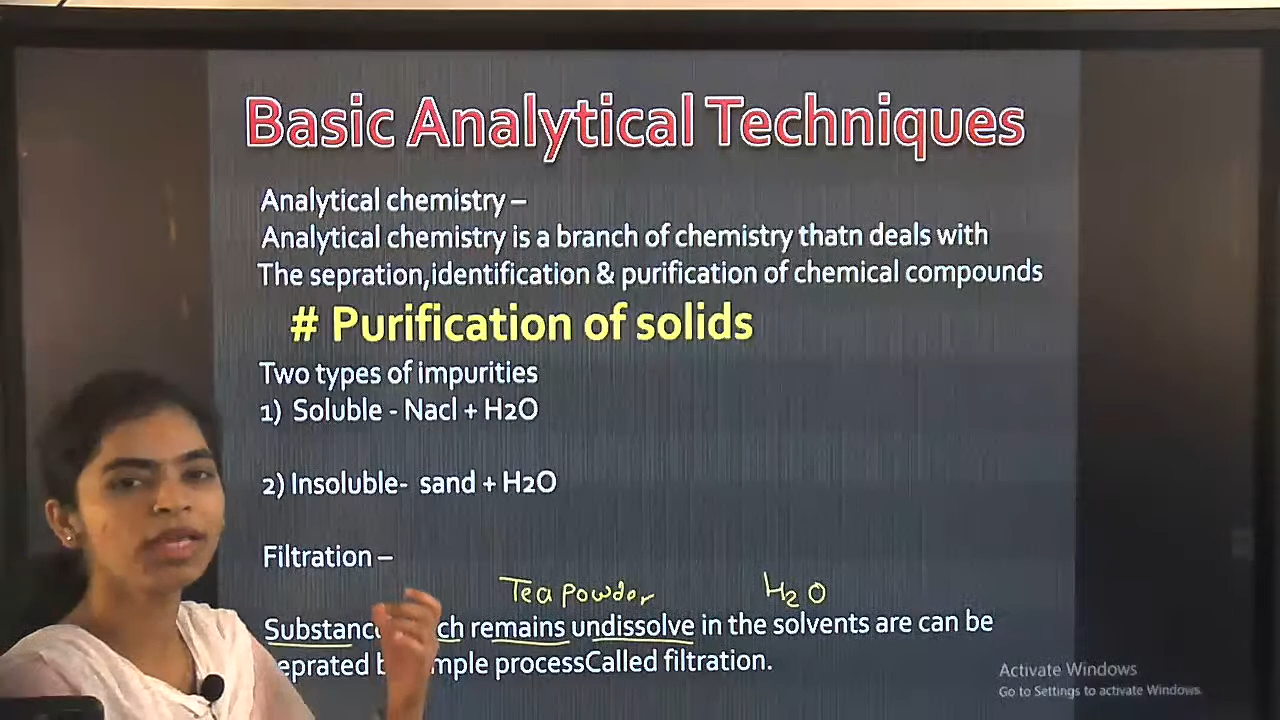 Basic Analytical Techniques
Analytical chemistry –
Analytical chemistry is a branch of chemistry thatn deals with
The sepration,identification & purification of chemical compounds
# Purification of solids
Two types of impurities
1) Soluble - Nacl + H2O
2) Insoluble- sand + H2O
Filtration –
Tea powder H2O
remains undissolve in the solvents are can be
processCalled filtration.
Activate Windows
Go to Settings to activate Windows.